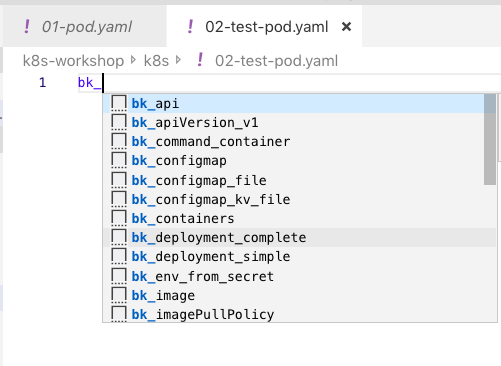 ! 01-pod.yaml ! 02-test-pod.yaml ×
k8s-workshop > k8s > ! 02-test-pod.yaml
1 bk_
bk_api
bk_apiVersion_v1
bk_command_container
bk_configmap
bk_configmap_file
bk_configmap_kv_file
bk_containers
bk_deployment_complete
bk_deployment_simple
bk_env_from_secret
bk_image
bk_imagePullPolicy